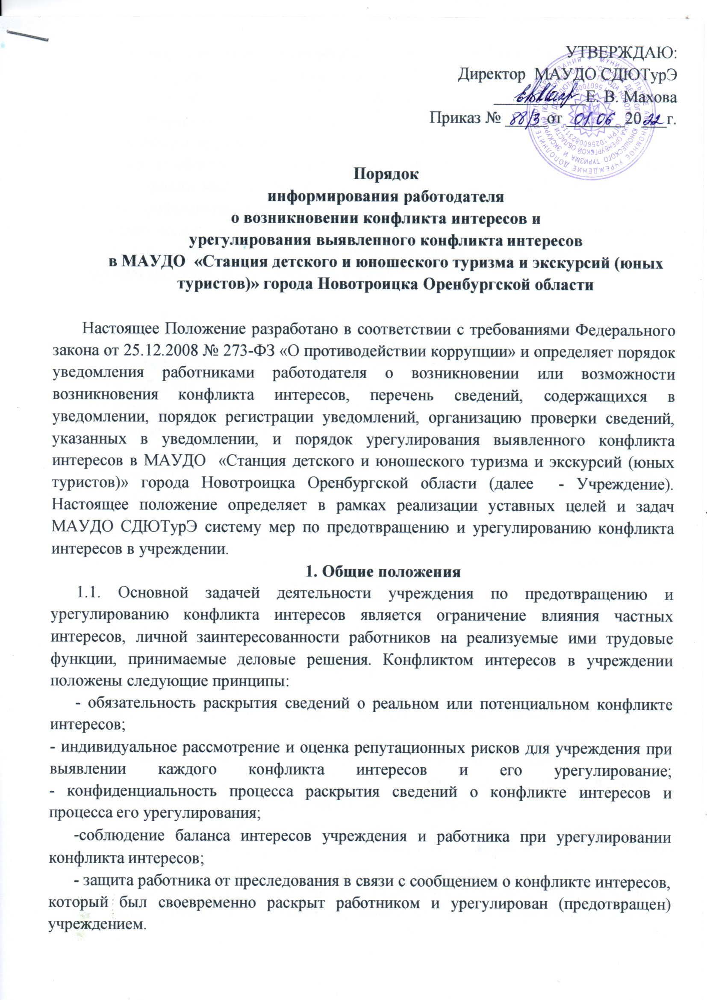 УТВЕРЖДАЮ:
Директор МАУДО СДЮТурЭ
Е. В. Махова
Приказ № 88/3 от 01.06 2022г.
Порядок
информирования работодателя
о возникновении конфликта интересов и
урегулирования выявленного конфликта интересов
в МАУДО «Станция детского и юношеского туризма и экскурсий (юных
туристов)» города Новотроицка Оренбургской области
Настоящее Положение разработано в соответствии с требованиями Федерального
закона от 25.12.2008 № 273-ФЗ «О противодействии коррупции» и определяет порядок
уведомления работниками работодателя о возникновении или возможности
возникновения конфликта интересов, перечень сведений, содержащихся в
уведомлении, порядок регистрации уведомлений, организацию проверки сведений,
указанных в уведомлении, и порядок урегулирования выявленного конфликта
интересов в МАУДО «Станция детского и юношеского туризма и экскурсий (юных
туристов)» города Новотроицка Оренбургской области (далее - Учреждение).
Настоящее положение определяет в рамках реализации уставных целей и задач
МАУДО СДЮТурЭ систему мер по предотвращению и урегулированию конфликта
интересов в учреждении.
1. Общие положения
1.1. Основной задачей деятельности учреждения по предотвращению и
урегулированию конфликта интересов является ограничение влияния частных
интересов, личной заинтересованности работников на реализуемые ими трудовые
функции, принимаемые деловые решения. Конфликтом интересов в учреждении
положены следующие принципы:
- обязательность раскрытия сведений о реальном или потенциальном конфликте
интересов;
- индивидуальное рассмотрение и оценка репутационных рисков для учреждения при
выявлении каждого конфликта интересов и его урегулирование;
- конфиденциальность процесса раскрытия сведений о конфликте интересов и
процесса его урегулирования;
-соблюдение баланса интересов учреждения и работника при урегулировании
конфликта интересов;
- защита работника от преследования в связи с сообщением о конфликте интересов,
который был своевременно раскрыт работником и урегулирован (предотвращен)
учреждением.